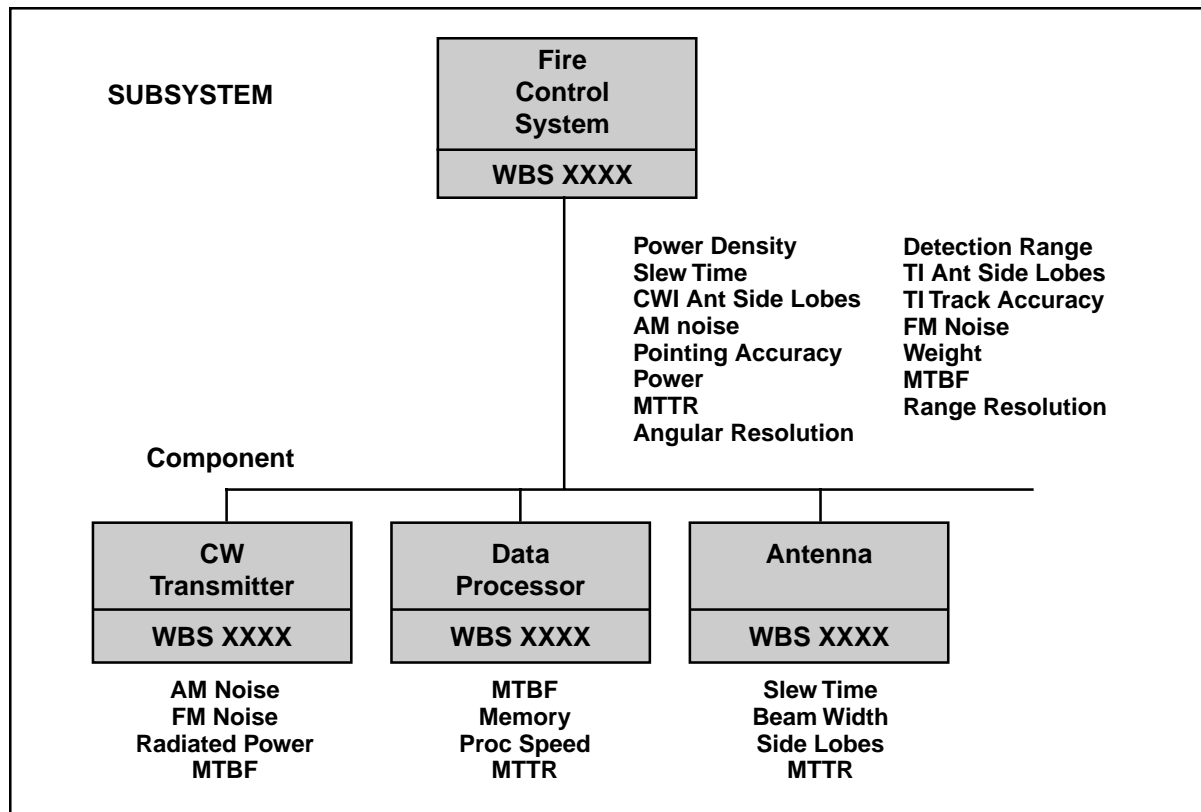 SUBSYSTEM
Fire
Control
System
WBS XXXX
Power Density
Slew Time
CWI Ant Side Lobes
AM noise
Pointing Accuracy
Power
MTTR
Angular Resolution
Detection Range
TI Ant Side Lobes
TI Track Accuracy
FM Noise
Weight
MTBF
Range Resolution
Component
CW
Transmitter
WBS XXXX
AM Noise
FM Noise
Radiated Power
MTBF
Data
Processor
WBS XXXX
MTBF
Memory
Proc Speed
MTTR
Antenna
WBS XXXX
Slew Time
Beam Width
Side Lobes
MTTR